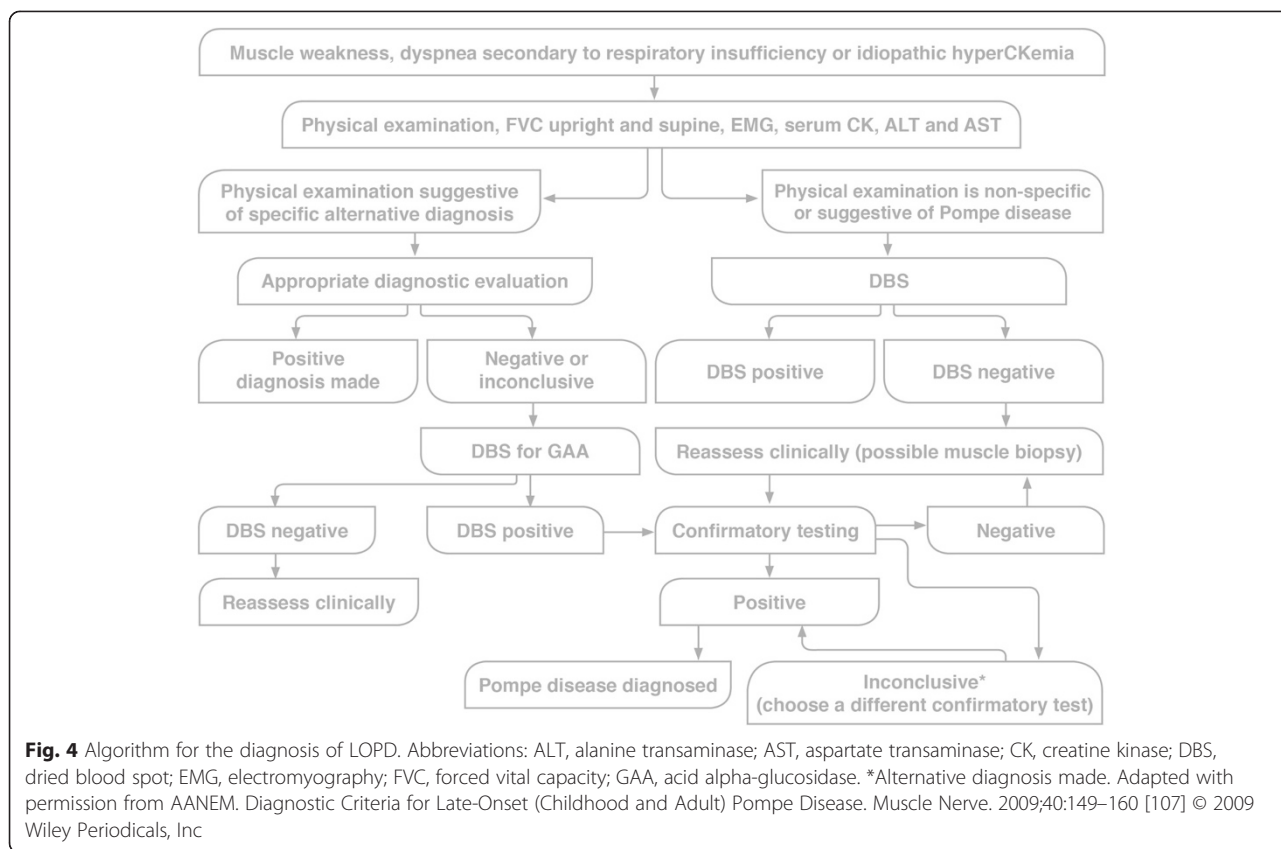 Muscle weakness, dyspnea secondary to respiratory insufficiency or idiopathic hyperCKemia
Physical examination, FVC upright and supine, EMG, serum CK, ALT and AST
Physical examination suggestive
of specific alternative diagnosis
Physical examination is non-specific
or suggestive of Pompe disease
Appropriate diagnostic evaluation
DBS
Positive
diagnosis made
Negative or
inconclusive
DBS positive
DBS negative
DBS for GAA
Reassess clinically (possible muscle biopsy)
DBS negative
DBS positive
Confirmatory testing
Negative
Reassess clinically
Positive
Pompe disease diagnosed
Inconclusive*
(choose a different confirmatory test)
Fig. 4 Algorithm for the diagnosis of LOPD. Abbreviations: ALT, alanine transaminase; AST, aspartate transaminase; CK, creatine kinase; DBS,
dried blood spot; EMG, electromyography; FVC, forced vital capacity; GAA, acid alpha-glucosidase. *Alternative diagnosis made. Adapted with
permission from AANEM. Diagnostic Criteria for Late-Onset (Childhood and Adult) Pompe Disease. Muscle Nerve. 2009;40:149–160 [107] © 2009
Wiley Periodicals, Inc